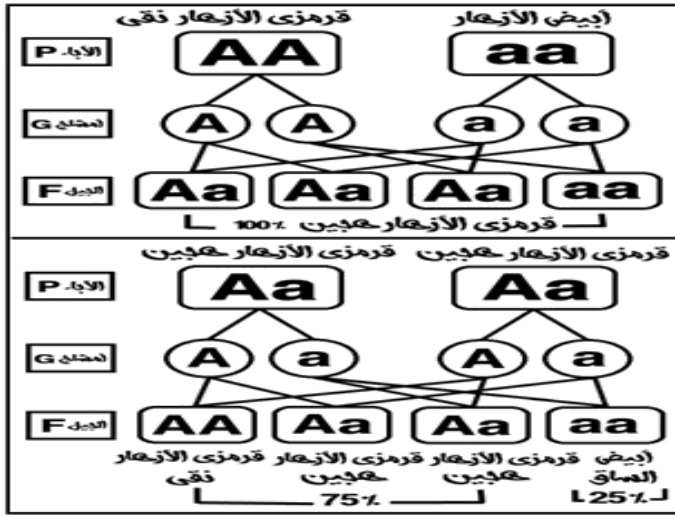 قرمزى الأزهار نقى أبيض الأزهار
الآباء P AA aa
G A A a a
الجيل F Aa Aa Aa aa
قرمزى الأزهار هجين 100٪
قرمزى الأزهار هجين قرمزى الأزهار هجين
الآباء P Aa Aa
G A a A a
الجيل F AA Aa Aa aa
قرمزى الأزهار قرمزى الأزهار قرمزى الأزهار أبيض
نقى هجين هجين الساق
75٪ 25٪